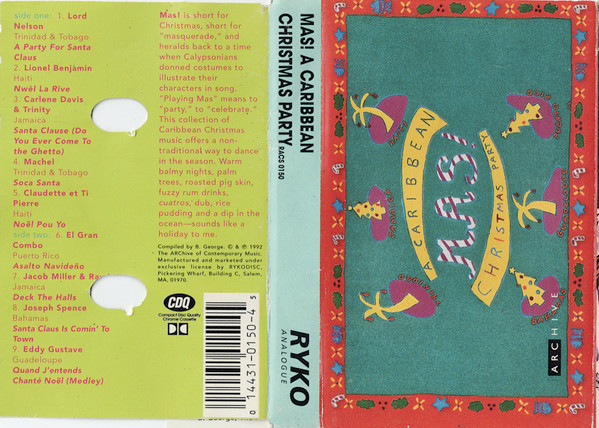 side one: 1. Lord
Nelson
Trinidad & Tobago
A Party For Santa
Claus
2. Lionel Benjamin
Haiti
Nwèl La Rive
3. Carlene Davis
& Trinity
Jamaica
Santa Clause (Do
You Ever Come To
the Ghetto)
4. Machel
Trinidad & Tobago
Soca Santa
5. Claudette et Ti
Pierre
Haiti
Noël Pou Yo
side two 6. El Gran
Combo
Puerto Rico
Asalto Navideño
7. Jacob Miller & Ray
Jamaica
Deck The Halls
8. Joseph Spence
Bahamas
Santa Claus Is Comin' To
Town
9. Eddy Gustave
Guadeloupe
Quand J'entends
Chanté Noël (Medley)
Mas! is short for
Christmas, short for
"masquerade," and
heralds back to a time
when Calypsonians
donned costumes to
illustrate their
characters in song.
"Playing Mas" means "to
party," to "celebrate."
This collection of
Caribbean Christmas
music offers a non-
traditional way to dance
in the season. Warm
balmy nights, palm
trees, roasted pig skin,
fuzzy rum drinks,
cuatros, dub, rice
pudding and a dip in the
ocean—sounds like a
holiday to me.
Compiled by B. George. © & ℗ 1992
The ARChive of Contemporary Music.
Manufactured and marketed under
exclusive license by RYKODISC,
Pickering Wharf, Building C, Salem,
MA, 01970.
CDQ
Compact Disc Quality
Chrome Cassette
0 14431-0150-4 5
MAS! A CARIBBEAN
CHRISTMAS PARTY
RACS 0150
RYKO
ANALOGUE
A CARIBBEAN
MAS!
CHRISTMAS PARTY
ARCHIVE